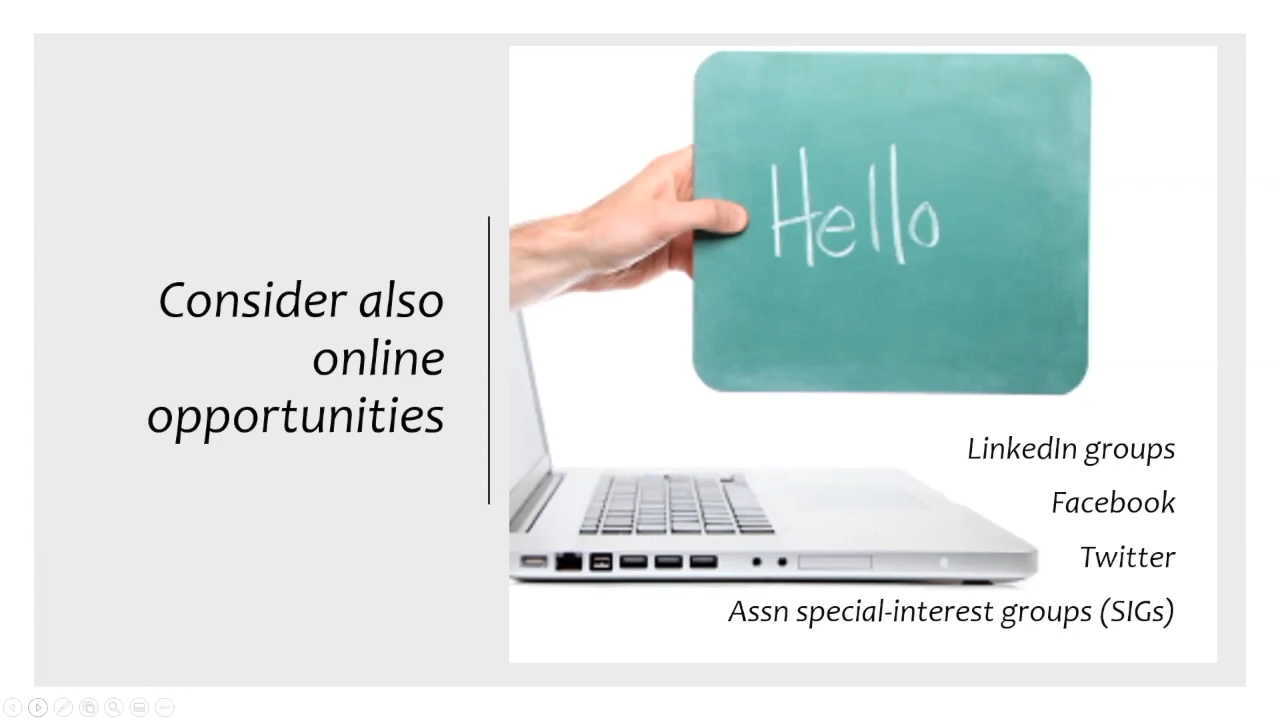 Consider also
online
opportunities
Hello
LinkedIn groups
Facebook
Twitter
Assn special-interest groups (SIGs)